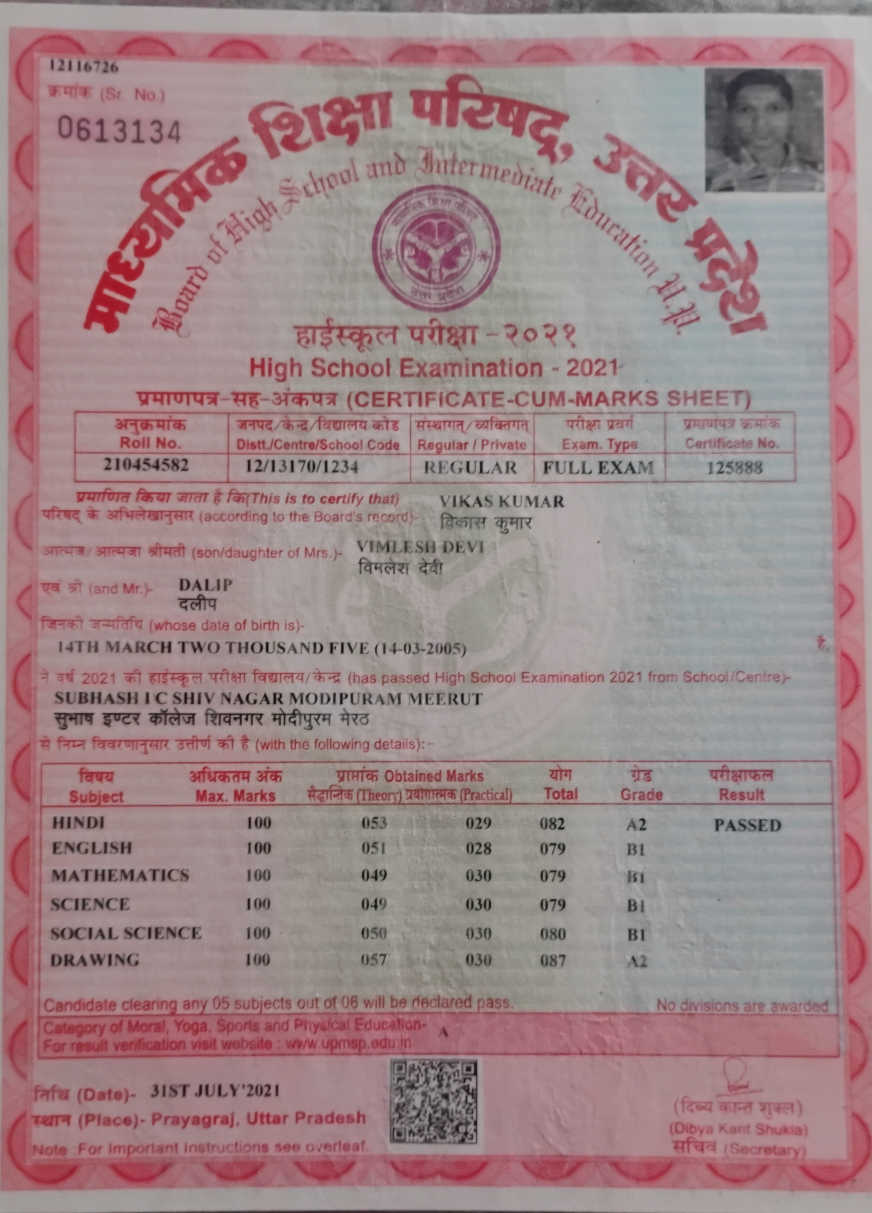 12116726
क्रमांक (Sr. No.)
0613134
माध्यमिक शिक्षा परिषद्, उत्तर प्रदेश
Board of High School and Intermediate Education U.P.
माध्यमिक शिक्षा परिषद्
उत्तर प्रदेश
हाईस्कूल परीक्षा - २०२१
High School Examination - 2021
प्रमाणपत्र-सह-अंकपत्र (CERTIFICATE-CUM-MARKS SHEET)
अनुक्रमांक जनपद/केन्द्र/विद्यालय कोड संस्थागत/व्यक्तिगत परीक्षा प्रवर्ग प्रमाणपत्र क्रमांक
Roll No. Distt./Centre/School Code Regular / Private Exam. Type Certificate No.
210454582 12/13170/1234 REGULAR FULL EXAM 125888
प्रमाणित किया जाता है कि(This is to certify that) VIKAS KUMAR
परिषद् के अभिलेखानुसार (according to the Board's record)- विकास कुमार
आत्मज/आत्मजा श्रीमती (son/daughter of Mrs.)- VIMLESH DEVI
विमलेश देवी
एवं श्री (and Mr.)- DALIP
दलीप
जिनकी जन्मतिथि (whose date of birth is)-
14TH MARCH TWO THOUSAND FIVE (14-03-2005) है,
ने वर्ष 2021 की हाईस्कूल परीक्षा विद्यालय/केन्द्र (has passed High School Examination 2021 from School/Centre)-
SUBHASH I C SHIV NAGAR MODIPURAM MEERUT
सुभाष इण्टर कॉलेज शिवनगर मोदीपुरम मेरठ
से निम्न विवरणानुसार उत्तीर्ण की है (with the following details):-
विषय अधिकतम अंक प्राप्तांक Obtained Marks योग ग्रेड परीक्षाफल
Subject Max. Marks सैद्धान्तिक (Theory) प्रयोगात्मक (Practical) Total Grade Result
HINDI 100 053 029 082 A2 PASSED
ENGLISH 100 051 028 079 B1
MATHEMATICS 100 049 030 079 B1
SCIENCE 100 049 030 079 B1
SOCIAL SCIENCE 100 050 030 080 B1
DRAWING 100 057 030 087 A2
Candidate clearing any 05 subjects out of 06 will be declared pass. No divisions are awarded
Category of Moral, Yoga, Sports and Physical Education- A
For result verification visit website : www.upmsp.edu.in
तिथि (Date)- 31ST JULY'2021
स्थान (Place)- Prayagraj, Uttar Pradesh
Note :For important instructions see overleaf.
(दिव्य कान्त शुक्ल)
(Dibya Kant Shukla)
सचिव (Secretary)